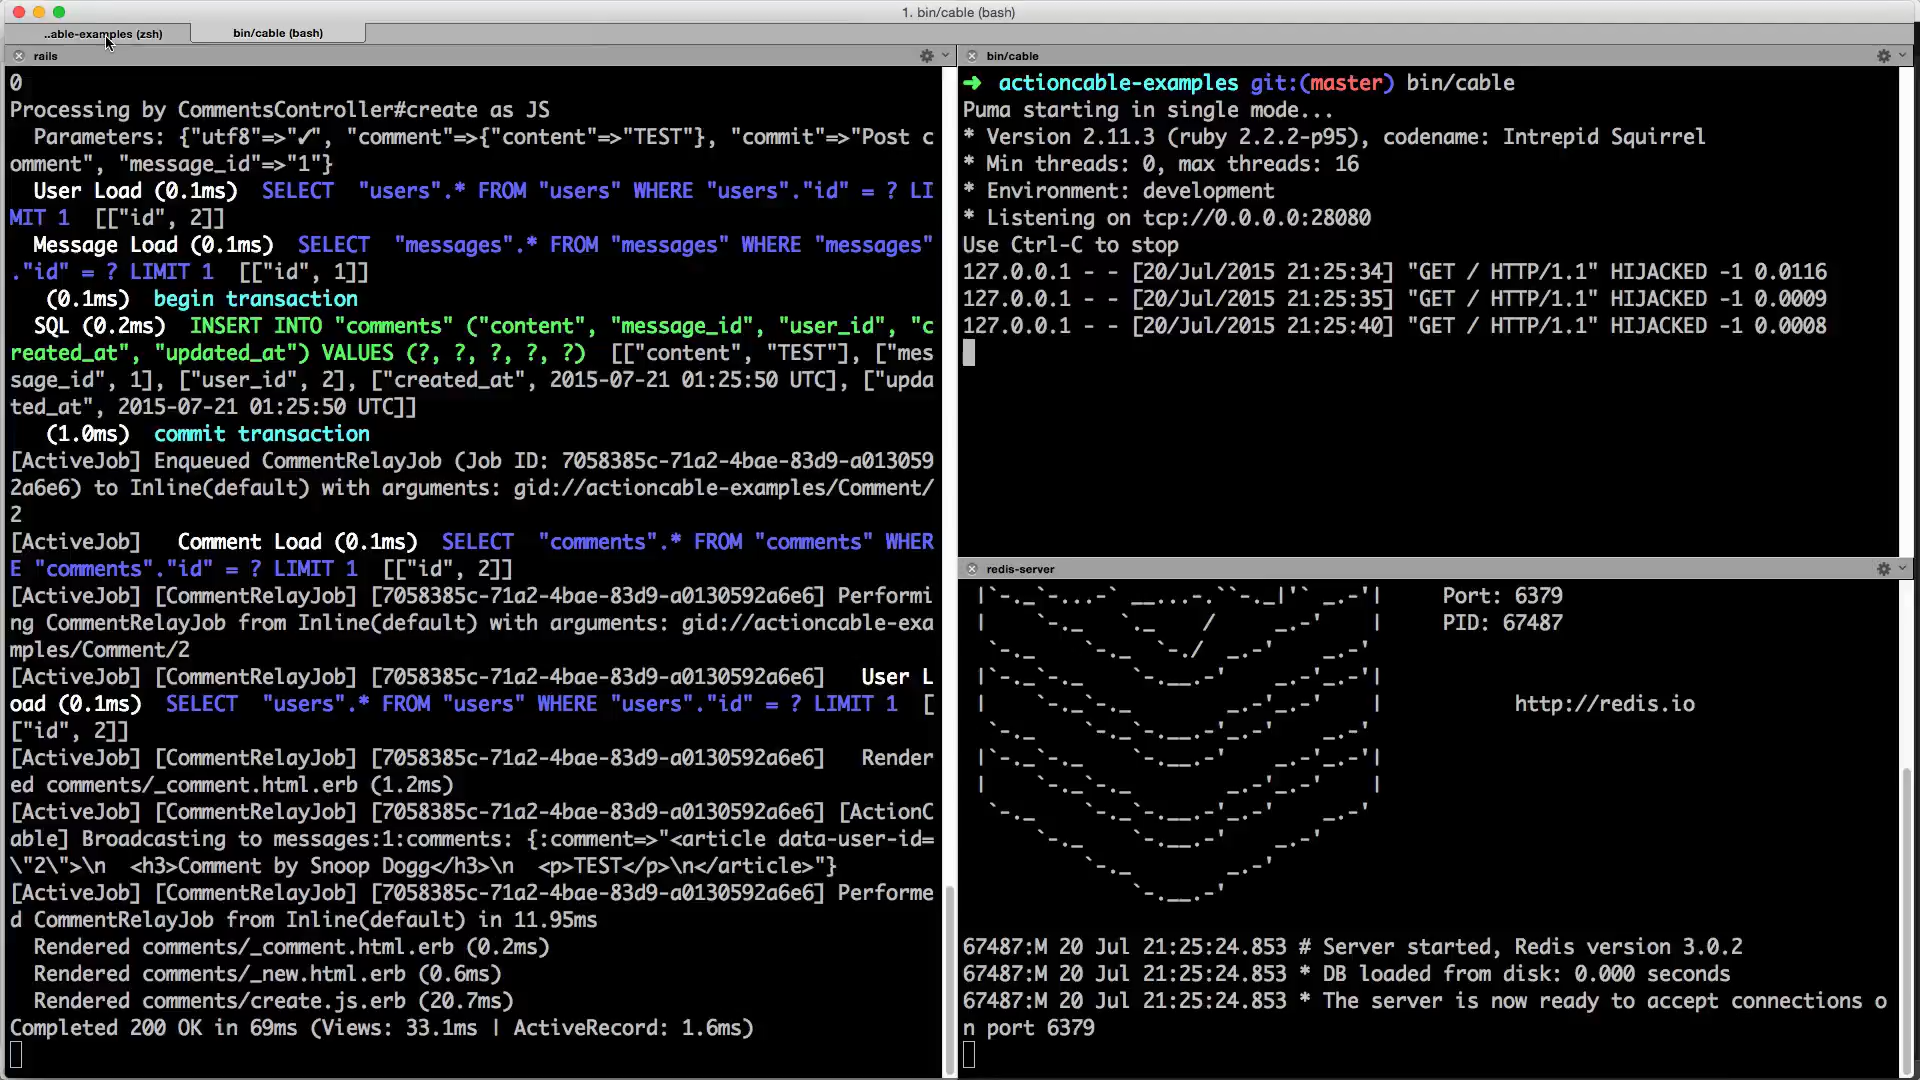 1. bin/cable (bash)
..able-examples (zsh)
bin/cable (bash)
rails
0
Processing by CommentsController#create as JS
  Parameters: {"utf8"=>"✓", "comment"=>{"content"=>"TEST"}, "commit"=>"Post c
omment", "message_id"=>"1"}
  User Load (0.1ms)  SELECT  "users".* FROM "users" WHERE "users"."id" = ? LI
MIT 1  [["id", 2]]
  Message Load (0.1ms)  SELECT  "messages".* FROM "messages" WHERE "messages"
."id" = ? LIMIT 1  [["id", 1]]
   (0.1ms)  begin transaction
  SQL (0.2ms)  INSERT INTO "comments" ("content", "message_id", "user_id", "c
reated_at", "updated_at") VALUES (?, ?, ?, ?, ?)  [["content", "TEST"], ["mes
sage_id", 1], ["user_id", 2], ["created_at", 2015-07-21 01:25:50 UTC], ["upda
ted_at", 2015-07-21 01:25:50 UTC]]
   (1.0ms)  commit transaction
[ActiveJob] Enqueued CommentRelayJob (Job ID: 7058385c-71a2-4bae-83d9-a013059
2a6e6) to Inline(default) with arguments: gid://actioncable-examples/Comment/
2
[ActiveJob]   Comment Load (0.1ms)  SELECT  "comments".* FROM "comments" WHER
E "comments"."id" = ? LIMIT 1  [["id", 2]]
[ActiveJob] [CommentRelayJob] [7058385c-71a2-4bae-83d9-a0130592a6e6] Performi
ng CommentRelayJob from Inline(default) with arguments: gid://actioncable-exa
mples/Comment/2
[ActiveJob] [CommentRelayJob] [7058385c-71a2-4bae-83d9-a0130592a6e6]   User L
oad (0.1ms)  SELECT  "users".* FROM "users" WHERE "users"."id" = ? LIMIT 1  [
["id", 2]]
[ActiveJob] [CommentRelayJob] [7058385c-71a2-4bae-83d9-a0130592a6e6]   Render
ed comments/_comment.html.erb (1.2ms)
[ActiveJob] [CommentRelayJob] [7058385c-71a2-4bae-83d9-a0130592a6e6] [ActionC
able] Broadcasting to messages:1:comments: {:comment=>"<article data-user-id=
\"2\">\n  <h3>Comment by Snoop Dogg</h3>\n  <p>TEST</p>\n</article>"}
[ActiveJob] [CommentRelayJob] [7058385c-71a2-4bae-83d9-a0130592a6e6] Performe
d CommentRelayJob from Inline(default) in 11.95ms
  Rendered comments/_comment.html.erb (0.2ms)
  Rendered comments/_new.html.erb (0.6ms)
  Rendered comments/create.js.erb (20.7ms)
Completed 200 OK in 69ms (Views: 33.1ms | ActiveRecord: 1.6ms)
bin/cable
➜  actioncable-examples git:(master) bin/cable
Puma starting in single mode...
* Version 2.11.3 (ruby 2.2.2-p95), codename: Intrepid Squirrel
* Min threads: 0, max threads: 16
* Environment: development
* Listening on tcp://0.0.0.0:28080
Use Ctrl-C to stop
127.0.0.1 - - [20/Jul/2015 21:25:34] "GET / HTTP/1.1" HIJACKED -1 0.0116
127.0.0.1 - - [20/Jul/2015 21:25:35] "GET / HTTP/1.1" HIJACKED -1 0.0009
127.0.0.1 - - [20/Jul/2015 21:25:40] "GET / HTTP/1.1" HIJACKED -1 0.0008
redis-server
Port: 6379
PID: 67487
http://redis.io
67487:M 20 Jul 21:25:24.853 # Server started, Redis version 3.0.2
67487:M 20 Jul 21:25:24.853 * DB loaded from disk: 0.000 seconds
67487:M 20 Jul 21:25:24.853 * The server is now ready to accept connections o
n port 6379